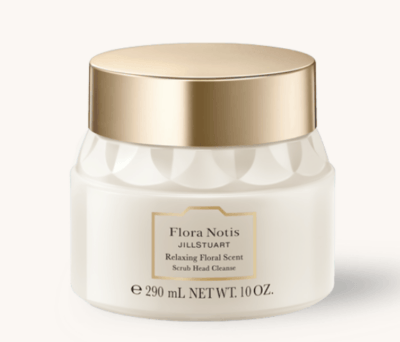 Flora Notis
JILLSTUART
Relaxing Floral Scent
Scrub Head Cleanse
℮ 290 mL NET WT. 10 OZ.